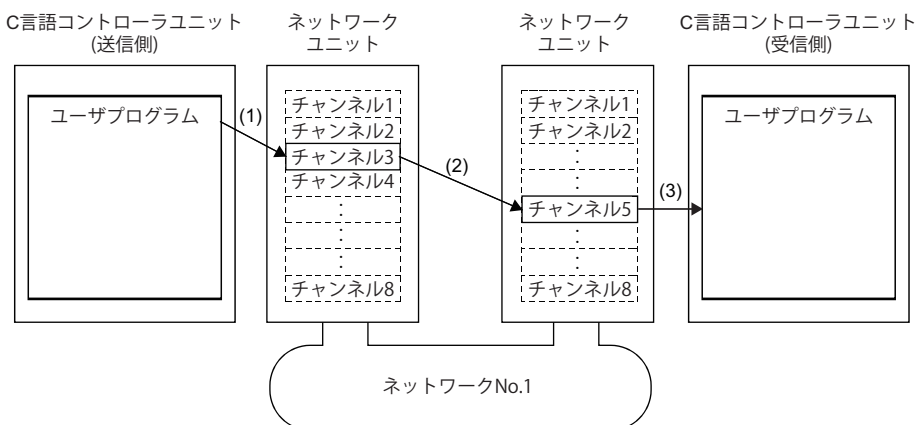 C言語コントローラユニット
(送信側)
ネットワーク
ユニット
ネットワーク
ユニット
C言語コントローラユニット
(受信側)
ユーザプログラム
(1)
チャンネル1
チャンネル2
チャンネル3
チャンネル4
:
:
:
チャンネル8
(2)
チャンネル1
チャンネル2
:
:
チャンネル5
:
:
チャンネル8
(3)
ユーザプログラム
ネットワークNo.1